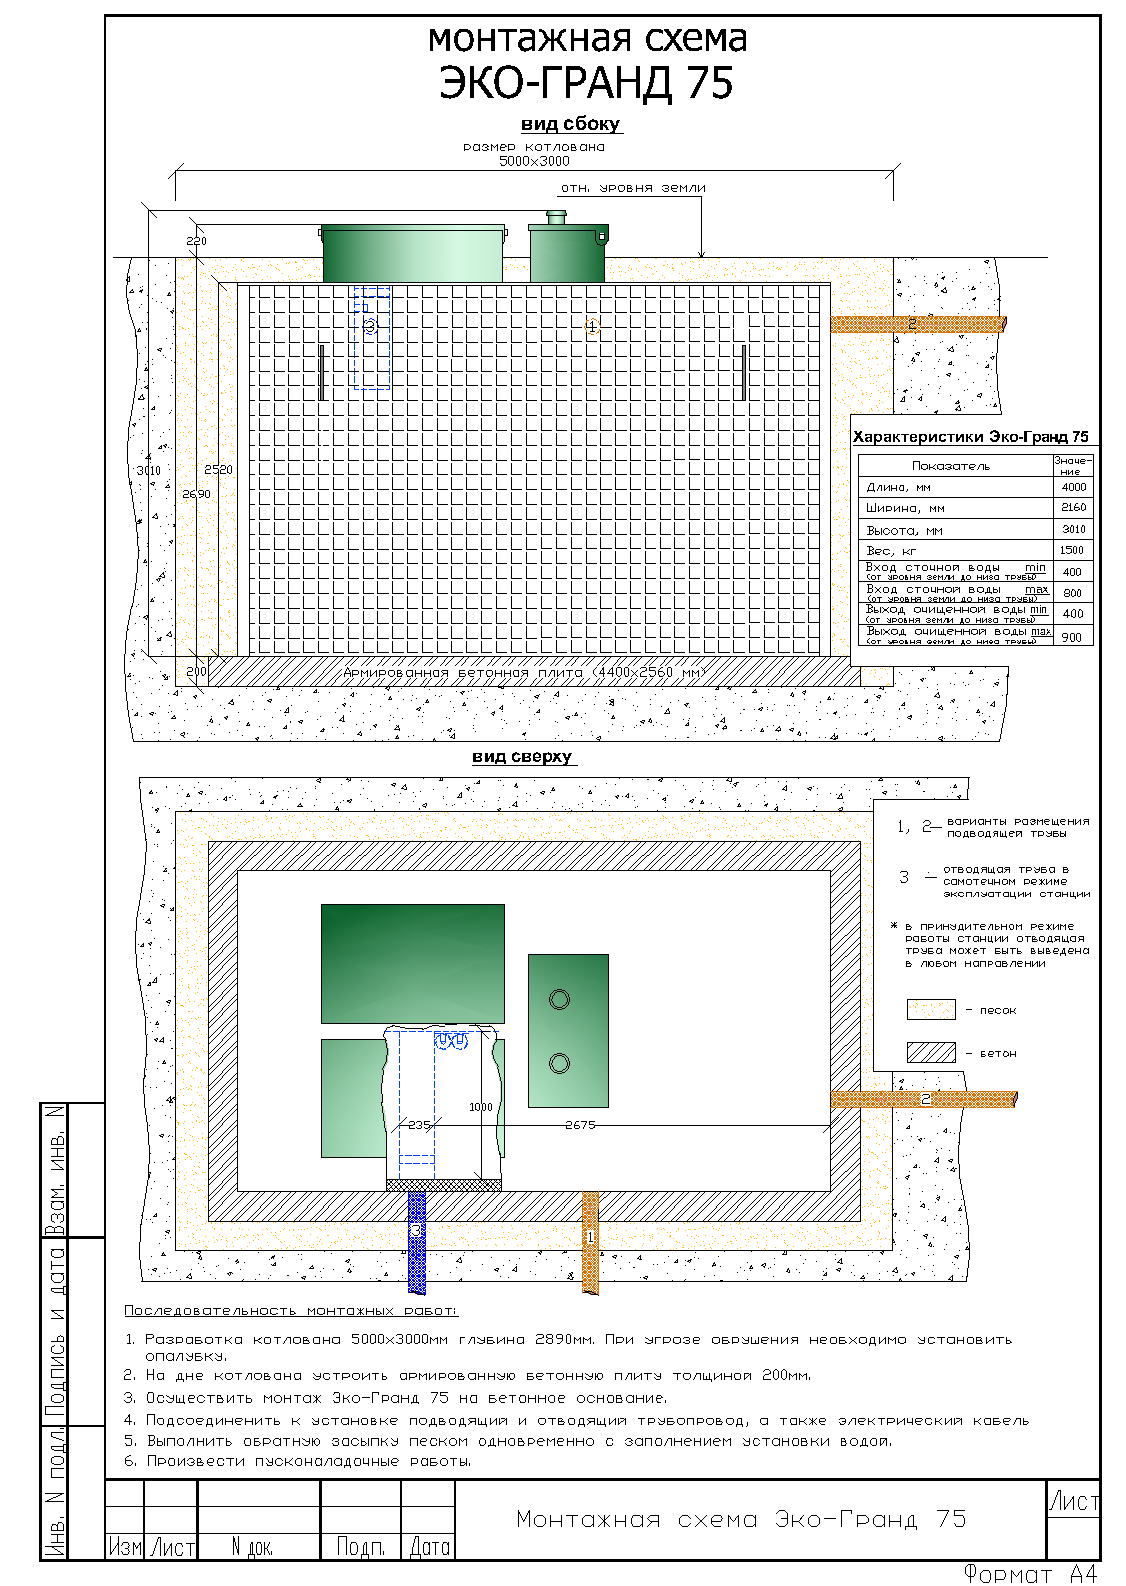 монтажная схема
ЭКО-ГРАНД 75
вид сбоку
размер котлована
5000х3000
отн. уровня земли
220
3
1
2
3010
2520
2690
200
Армированная бетонная плита (4400х2560 мм)
Характеристики Эко-Гранд 75
Показатель Значе-
ние
Длина, мм 4000
Ширина, мм 2160
Высота, мм 3010
Вес, кг 1500
Вход сточной воды min 400
(от уровня земли до низа трубы)
Вход сточной воды max 800
(от уровня земли до низа трубы)
Выход очищенной воды min 400
(от уровня земли до низа трубы)
Выход очищенной воды max 900
(от уровня земли до низа трубы)
вид сверху
1, 2— варианты размещения
подводящей трубы
3 — отводящая труба в
самотечном режиме
эксплуатации станции
* в принудительном режиме
работы станции отводящая
труба может быть выведена
в любом направлении
- песок
- бетон
1000
235
2675
2
3
1
Последовательность монтажных работ:
1. Разработка котлована 5000х3000мм глубина 2890мм. При угрозе обрушения необходимо установить
опалубку.
2. На дне котлована устроить армированную бетонную плиту толщиной 200мм.
3. Осуществить монтаж Эко-Гранд 75 на бетонное основание.
4. Подсоединить к установке подводящий и отводящий трубопровод, а также электрический кабель
5. Выполнить обратную засыпку песком одновременно с заполнением установки водой.
6. Произвести пусконаладочные работы.
Взам. инв. N
Подпись и дата
Инв. N подл.
Изм Лист N док. Подп. Дата
Монтажная схема Эко-Гранд 75
Лист
Формат А4